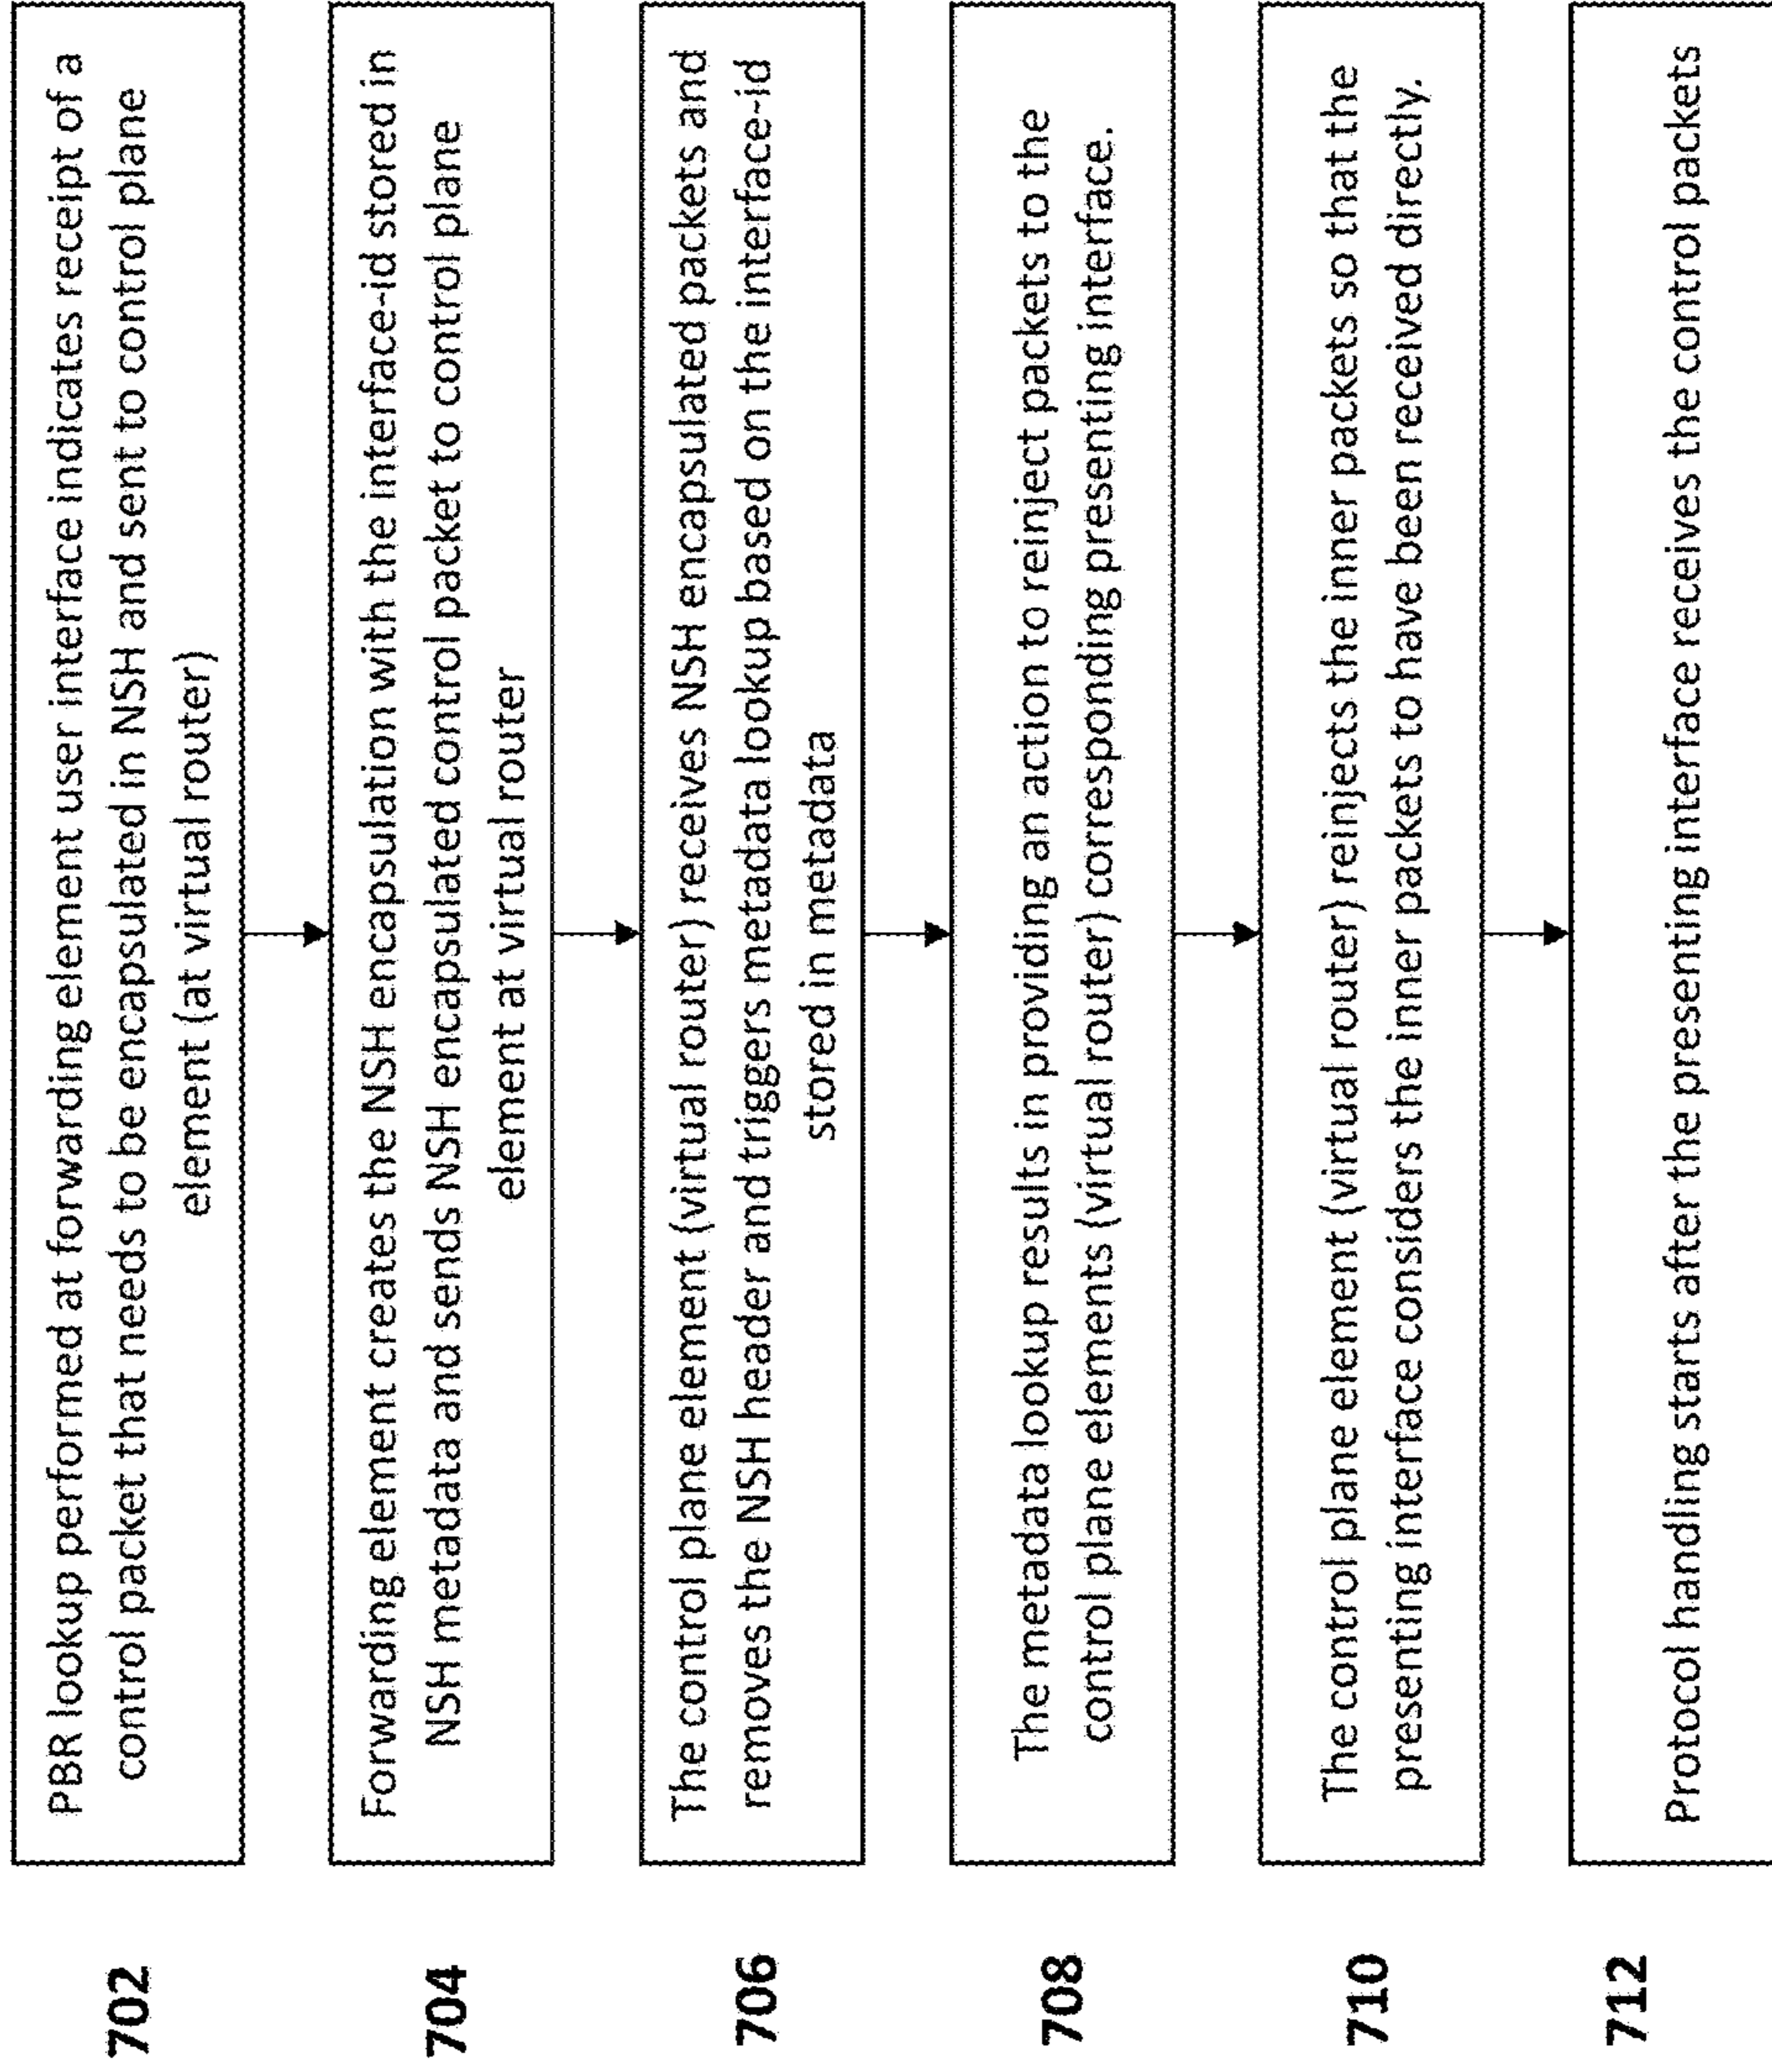 702
PBR lookup performed at forwarding element user interface indicates receipt of a
control packet that needs to be encapsulated in NSH and sent to control plane
element (at virtual router)
704
Forwarding element creates the NSH encapsulation with the interface-id stored in
NSH metadata and sends NSH encapsulated control packet to control plane
element at virtual router
706
The control plane element (virtual router) receives NSH encapsulated packets and
removes the NSH header and triggers metadata lookup based on the interface-id
stored in metadata
708
The metadata lookup results in providing an action to reinject packets to the
control plane elements (virtual router) corresponding presenting interface.
710
The control plane element (virtual router) reinjects the inner packets so that the
presenting interface considers the inner packets to have been received directly.
712
Protocol handling starts after the presenting interface receives the control packets